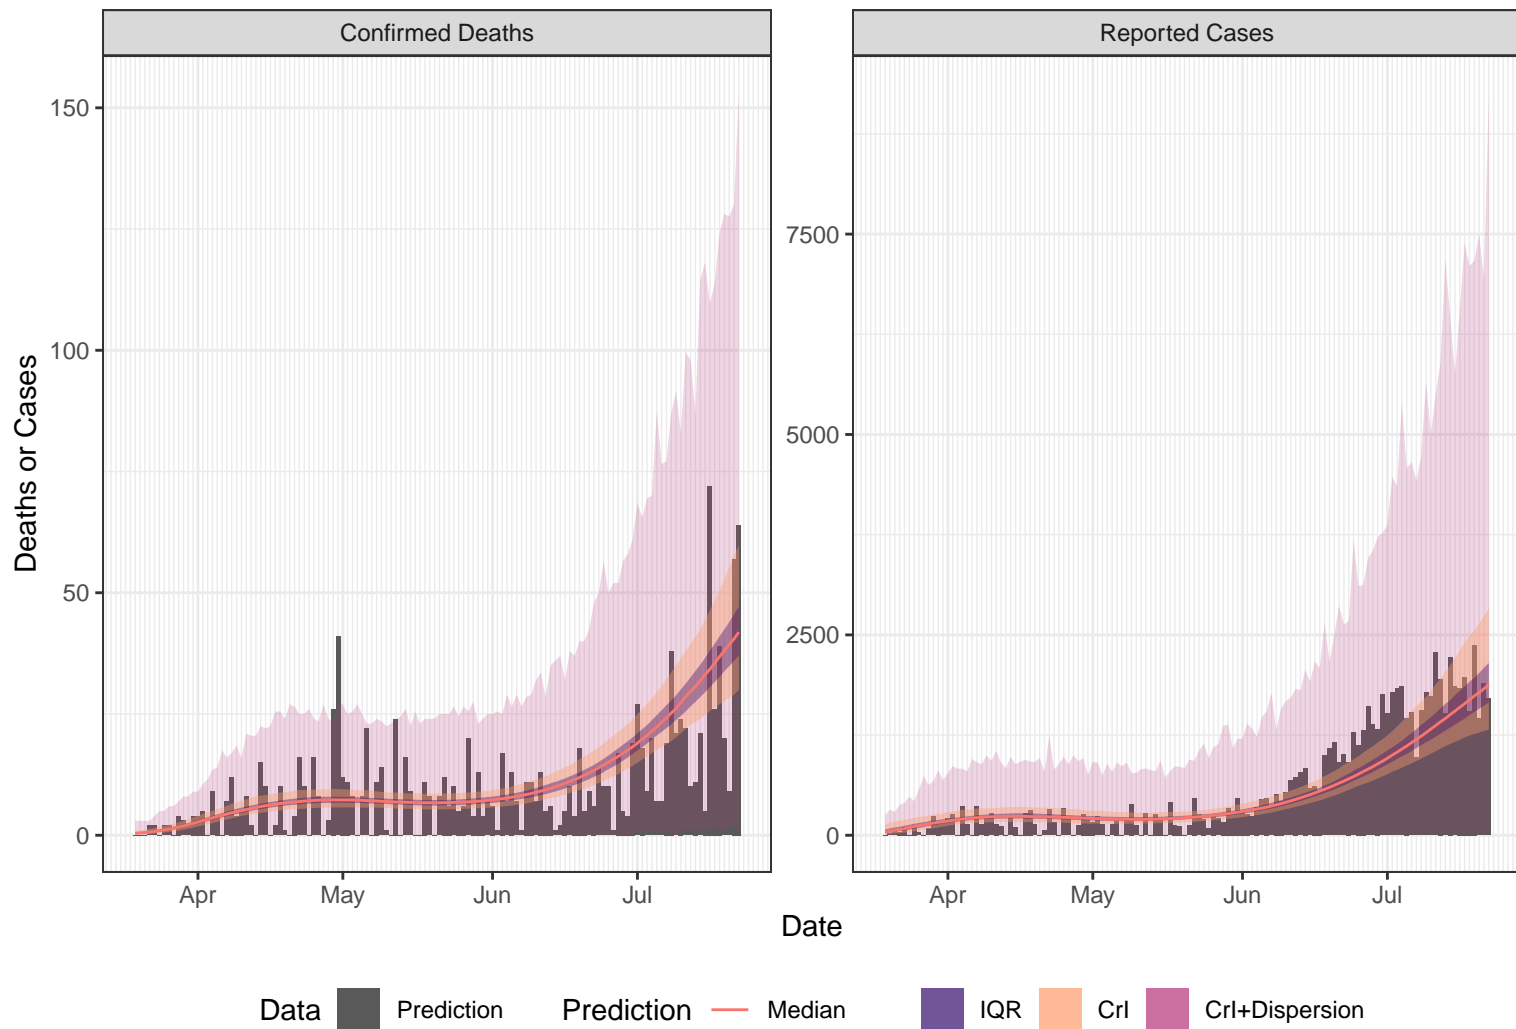 Confirmed Deaths
Reported Cases
150
100
50
0
7500
5000
2500
0
Deaths or Cases
Apr May Jun Jul
Apr May Jun Jul
Date
Data Prediction Prediction Median IQR CrI CrI+Dispersion